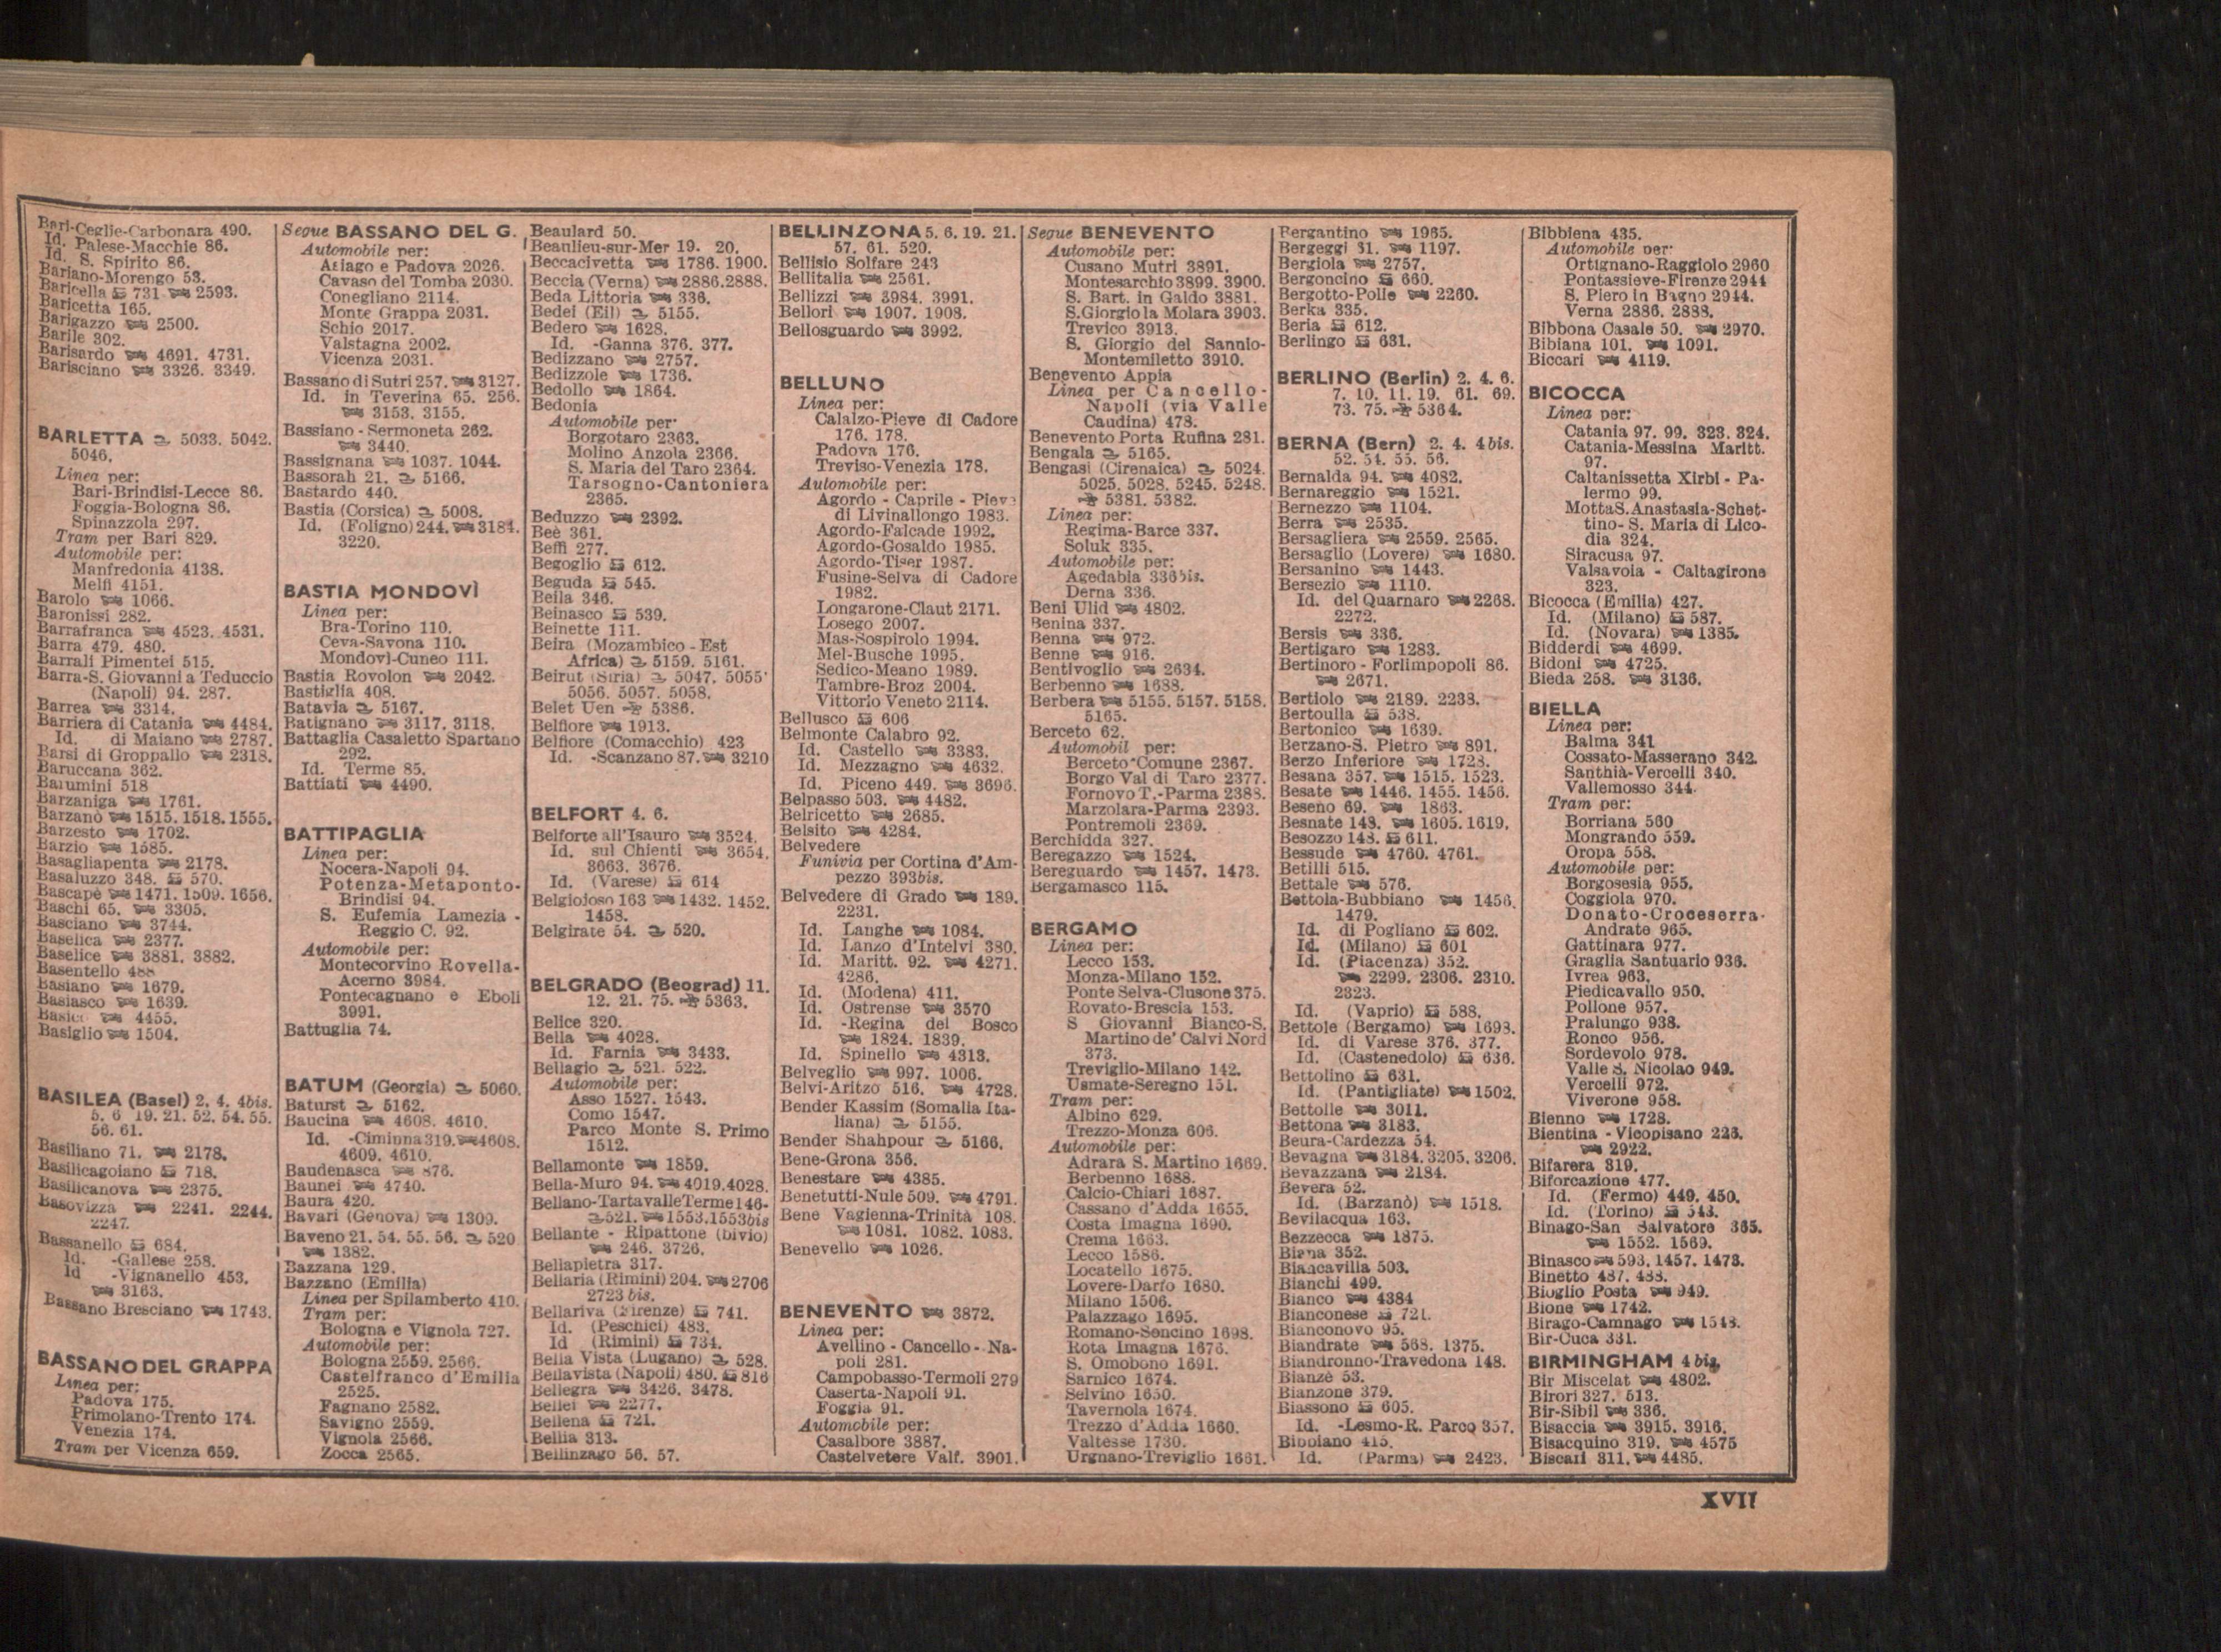 Bari-Ceglie-Carbonara 490.
Id. Palese-Macchie 86.
Id. S. Spirito 86.
Bariano-Morengo 53.
Baricella 731 2593.
Baricetta 165.
Barigazzo 2500.
Barile 302.
Barisardo 4691. 4731.
Barisciano 3326. 3349.
BARLETTA 5033. 5042.
5046.
Linea per:
Bari-Brindisi-Lecce 86.
Foggia-Bologna 86.
Spinazzola 297.
Tram per Bari 829.
Automobile per:
Manfredonia 4138.
Melfi 4151.
Barolo 1066.
Baronissi 282.
Barrafranca 4523. 4531.
Barra 479. 480.
Barrali Pimentel 515.
Barra-S. Giovanni a Teduccio
(Napoli) 94. 287.
Barrea 3314.
Barriera di Catania 4484.
Id. di Maiano 2787.
Barsi di Groppallo 2318.
Baruccana 362.
Barumini 518
Barzaniga 1761.
Barzanò 1515. 1518. 1555.
Barzesto 1702.
Barzio 1585.
Basagliapenta 2178.
Basaluzzo 348. 570.
Bascapè 1471. 1509. 1656.
Baschi 65. 3305.
Basciano 3744.
Baselica 2377.
Baselice 3881. 3882.
Basentello 488
Basiano 1679.
Basiasco 1639.
Basicò 4455.
Basiglio 1504.
BASILEA (Basel) 2. 4. 4bis.
5. 6 19. 21. 52. 54. 55.
56. 61.
Basiliano 71. 2178.
Basilicagoiano 718.
Basilicanova 2375.
Basovizza 2241. 2244.
2247.
Bassanello 684.
Id. -Gallese 258.
Id -Vignanello 453.
3163.
Bassano Bresciano 1743.
BASSANO DEL GRAPPA
Linea per:
Padova 175.
Primolano-Trento 174.
Venezia 174.
Tram per Vicenza 659.
Segue BASSANO DEL G.
Automobile per:
Asiago e Padova 2026.
Cavaso del Tomba 2030.
Conegliano 2114.
Monte Grappa 2031.
Schio 2017.
Valstagna 2002.
Vicenza 2031.
Bassano di Sutri 257. 3127.
Id. in Teverina 65. 256.
3153. 3155.
Bassiano - Sermoneta 262.
3440.
Bassignana 1037. 1044.
Bassorah 21. 5166.
Bastardo 440.
Bastia (Corsica) 5008.
Id. (Foligno) 244. 3184.
3220.
BASTIA MONDOVÌ
Linea per:
Bra-Torino 110.
Ceva-Savona 110.
Mondovì-Cuneo 111.
Bastia Rovolon 2042.
Bastiglia 408.
Batavia 5167.
Batignano 3117. 3118.
Battaglia Casaletto Spartano
292.
Id. Terme 85.
Battiati 4490.
BATTIPAGLIA
Linea per:
Nocera-Napoli 94.
Potenza-Metaponto-
Brindisi 94.
S. Eufemia Lamezia -
Reggio C. 92.
Automobile per:
Montecorvino Rovella-
Acerno 3984.
Pontecagnano e Eboli
3991.
Battuglia 74.
BATUM (Georgia) 5060.
Baturst 5162.
Baucina 4608. 4610.
Id. -Ciminna 319. 4608.
4609. 4610.
Baudenasca 876.
Baunei 4740.
Baura 420.
Bavari (Genova) 1309.
Baveno 21. 54. 55. 56. 520
1382.
Bazzana 129.
Bazzano (Emilia)
Linea per Spilamberto 410.
Tram per:
Bologna e Vignola 727.
Automobile per:
Bologna 2559. 2566.
Castelfranco d'Emilia
2525.
Fagnano 2582.
Savigno 2559.
Vignola 2566.
Zocca 2565.
Beaulard 50.
Beaulieu-sur-Mer 19. 20.
Beccacivetta 1786. 1900.
Beccia (Verna) 2886. 2888.
Beda Littoria 336.
Bedei (Eil) 5155.
Bedero 1628.
Id. -Ganna 376. 377.
Bedizzano 2757.
Bedizzole 1736.
Bedollo 1864.
Bedonia
Automobile per
Borgotaro 2363.
Molino Anzola 2366.
S. Maria del Taro 2364.
Tarsogno-Cantoniera
2365.
Beduzzo 2392.
Beè 361.
Beffi 277.
Begoglio 612.
Beguda 545.
Beila 346.
Beinasco 539.
Beinette 111.
Beira (Mozambico - Est
Africa) 5159. 5161.
Beirut (Siria) 5047. 5055
5056. 5057. 5058.
Belet Uen 5386.
Belfiore 1913.
Belfiore (Comacchio) 423
Id. -Scanzano 87. 3210
BELFORT 4. 6.
Belforte all'Isauro 3524.
Id. sul Chienti 3654.
3663. 3676.
Id. (Varese) 614
Belgiojoso 163 1432. 1452.
1458.
Belgirate 54. 520.
BELGRADO (Beograd) 11.
12. 21. 75. 5363.
Belice 320.
Bella 4028.
Id. Farnia 3433.
Bellagio 521. 522.
Automobile per:
Asso 1527. 1543.
Como 1547.
Parco Monte S. Primo
1512.
Bellamonte 1859.
Bella-Muro 94. 4019. 4028.
Bellano-Tartavalle Terme 146-
521. 1553. 1553bis
Bellante - Ripattone (bivio)
246. 3726.
Bellapietra 317.
Bellaria (Rimini) 204. 2706
2723 bis.
Bellariva (Firenze) 741.
Id. (Peschici) 483.
Id (Rimini) 734.
Bella Vista (Lugano) 528.
Bellavista (Napoli) 480. 816
Bellegra 3426. 3478.
Bellei 2277.
Bellena 721.
Bellia 313.
Bellinzago 56. 57.
BELLINZONA 5. 6. 19. 21.
57. 61. 520.
Bellisio Solfare 243
Bellitalia 2561.
Bellizzi 3984. 3991.
Bellori 1907. 1908.
Bellosguardo 3992.
BELLUNO
Linea per:
Calalzo-Pieve di Cadore
176. 178.
Padova 176.
Treviso-Venezia 178.
Automobile per:
Agordo - Caprile - Pieve
di Livinallongo 1983.
Agordo-Falcade 1992.
Agordo-Gosaldo 1985.
Agordo-Tiser 1987.
Fusine-Selva di Cadore
1982.
Longarone-Claut 2171.
Losego 2007.
Mas-Sospirolo 1994.
Mel-Busche 1995.
Sedico-Meano 1989.
Tambre-Broz 2004.
Vittorio Veneto 2114.
Bellusco 606
Belmonte Calabro 92.
Id. Castello 3383.
Id. Mezzagno 4632.
Id. Piceno 449. 3696.
Belpasso 503. 4482.
Belricetto 2685.
Belsito 4284.
Belvedere
Funivia per Cortina d'Am-
pezzo 393bis.
Belvedere di Grado 189.
2231.
Id. Langhe 1084.
Id. Lanzo d'Intelvi 380.
Id. Maritt. 92. 4271.
4286.
Id. (Modena) 411.
Id. Ostrense 3570
Id. -Regina del Bosco
1824. 1839.
Id. Spinello 4313.
Belveglio 997. 1006.
Belvi-Aritzo 516. 4728.
Bender Kassim (Somalia Ita-
liana) 5155.
Bender Shahpour 5166.
Bene-Grona 356.
Benestare 4385.
Benetutti-Nule 509. 4791.
Bene Vagienna-Trinità 108.
1081. 1082. 1083.
Benevello 1026.
BENEVENTO 3872.
Linea per:
Avellino - Cancello - Na-
poli 281.
Campobasso-Termoli 279
Caserta-Napoli 91.
Foggia 91.
Automobile per:
Casalbore 3887.
Castelvetere Valf. 3901.
Segue BENEVENTO
Automobile per:
Cusano Mutri 3891.
Montesarchio 3899. 3900.
S. Bart. in Galdo 3881.
S. Giorgio la Molara 3903.
Trevico 3913.
S. Giorgio del Sannio-
Montemiletto 3910.
Benevento Appia
Linea per Cancello-
Napoli (via Valle
Caudina) 478.
Benevento Porta Rufina 281.
Bengala 5165.
Bengasi (Cirenaica) 5024.
5025. 5028. 5245. 5248.
5381. 5382.
Linea per:
Regima-Barce 337.
Soluk 335.
Automobile per:
Agedabia 336bis.
Derna 336.
Beni Ulid 4802.
Benina 337.
Benna 972.
Benne 916.
Bentivoglio 2634.
Berbenno 1688.
Berbera 5155. 5157. 5158.
5165.
Berceto 62.
Automobil per:
Berceto Comune 2367.
Borgo Val di Taro 2377.
Fornovo T.-Parma 2388.
Marzolara-Parma 2393.
Pontremoli 2369.
Berchidda 327.
Beregazzo 1524.
Bereguardo 1457. 1473.
Bergamasco 115.
BERGAMO
Linea per:
Lecco 153.
Monza-Milano 152.
Ponte Selva-Clusone 375.
Rovato-Brescia 153.
S Giovanni Bianco-S.
Martino de' Calvi Nord
373.
Treviglio-Milano 142.
Usmate-Seregno 151.
Tram per:
Albino 629.
Trezzo-Monza 606.
Automobile per:
Adrara S. Martino 1669.
Berbenno 1688.
Calcio-Chiari 1687.
Cassano d'Adda 1655.
Costa Imagna 1690.
Crema 1663.
Lecco 1586.
Locatello 1675.
Lovere-Darfo 1680.
Milano 1506.
Palazzago 1695.
Romano-Soncino 1698.
Rota Imagna 1676.
S. Omobono 1691.
Sarnico 1674.
Selvino 1650.
Tavernola 1674.
Trezzo d'Adda 1660.
Valtesse 1730.
Urgnano-Treviglio 1661.
Bergantino 1965.
Bergeggi 31. 1197.
Bergiola 2757.
Bergoncino 660.
Bergotto-Polle 2260.
Berka 335.
Beria 612.
Berlingo 631.
BERLINO (Berlin) 2. 4. 6.
7. 10. 11. 19. 61. 69.
73. 75. 5364.
BERNA (Bern) 2. 4. 4bis.
52. 54. 55. 56.
Bernalda 94. 4082.
Bernareggio 1521.
Bernezzo 1104.
Berra 2535.
Bersagliera 2559. 2565.
Bersaglio (Lovere) 1680.
Bersanino 1443.
Bersezio 1110.
Id. del Quarnaro 2268.
2272.
Bersis 336.
Bertigaro 1283.
Bertinoro - Forlimpopoli 86.
2671.
Bertiolo 2189. 2238.
Bertoulla 538.
Bertonico 1639.
Berzano-S. Pietro 891.
Berzo Inferiore 1728.
Besana 357. 1515. 1523.
Besate 1446. 1455. 1456.
Beseno 69. 1863.
Besnate 148. 1605. 1619.
Besozzo 148. 611.
Bessude 4760. 4761.
Betilli 515.
Bettale 576.
Bettola-Bubbiano 1456.
1479.
Id. di Pogliano 602.
Id. (Milano) 601
Id. (Piacenza) 352.
2299. 2306. 2310.
2323.
Id. (Vaprio) 588.
Bettole (Bergamo) 1693.
Id. di Varese 376. 377.
Id. (Castenedolo) 636.
Bettolino 631.
Id. (Pantigliate) 1502.
Bettolle 3011.
Bettona 3183.
Beura-Cardezza 54.
Bevagna 3184. 3205. 3206.
Bevazzana 2184.
Bevera 52.
Id. (Barzanò) 1518.
Bevilacqua 163.
Bezzecca 1875.
Biana 352.
Biancavilla 503.
Bianchi 499.
Bianco 4384
Bianconese 721.
Bianconovo 95.
Biandrate 568. 1375.
Biandronno-Travedona 148.
Bianzè 53.
Bianzone 379.
Biassono 605.
Id. -Lesmo-R. Parco 357.
Bibbiano 415.
Id. (Parma) 2423.
Bibbiena 435.
Automobile per:
Ortignano-Raggiolo 2960
Pontassieve-Firenze 2944
S. Piero in Bagno 2944.
Verna 2886. 2888.
Bibbona Casale 50. 2970.
Bibiana 101. 1091.
Biccari 4119.
BICOCCA
Linea per:
Catania 97. 99. 323. 324.
Catania-Messina Maritt.
97.
Caltanissetta Xirbi - Pa-
lermo 99.
Motta S. Anastasia-Schet-
tino- S. Maria di Lico-
dia 324.
Siracusa 97.
Valsavoia - Caltagirone
323.
Bicocca (Emilia) 427.
Id. (Milano) 587.
Id. (Novara) 1385.
Bidderdi 4699.
Bidoni 4725.
Bieda 258. 3136.
BIELLA
Linea per:
Balma 341
Cossato-Masserano 342.
Santhià-Vercelli 340.
Vallemosso 344.
Tram per:
Borriana 560
Mongrando 559.
Oropa 558.
Automobile per:
Borgosesia 955.
Coggiola 970.
Donato-Croceserra-
Andrate 965.
Gattinara 977.
Graglia Santuario 936.
Ivrea 963.
Piedicavallo 950.
Pollone 957.
Pralungo 938.
Ronco 956.
Sordevolo 978.
Valle S. Nicolao 949.
Vercelli 972.
Viverone 958.
Bienno 1728.
Bientina - Vicopisano 226.
2922.
Bifarera 319.
Biforcazione 477.
Id. (Fermo) 449. 450.
Id. (Torino) 543.
Binago-San Salvatore 365.
1552. 1569.
Binasco 593. 1457. 1473.
Binetto 487. 488.
Bioglio Posta 949.
Bione 1742.
Birago-Camnago 1548.
Bir-Cuca 331.
BIRMINGHAM 4 bis.
Bir Miscelat 4802.
Birori 327. 513.
Bir-Sibil 336.
Bisaccia 3915. 3916.
Bisacquino 319. 4575
Biscari 311. 4485.
XVII